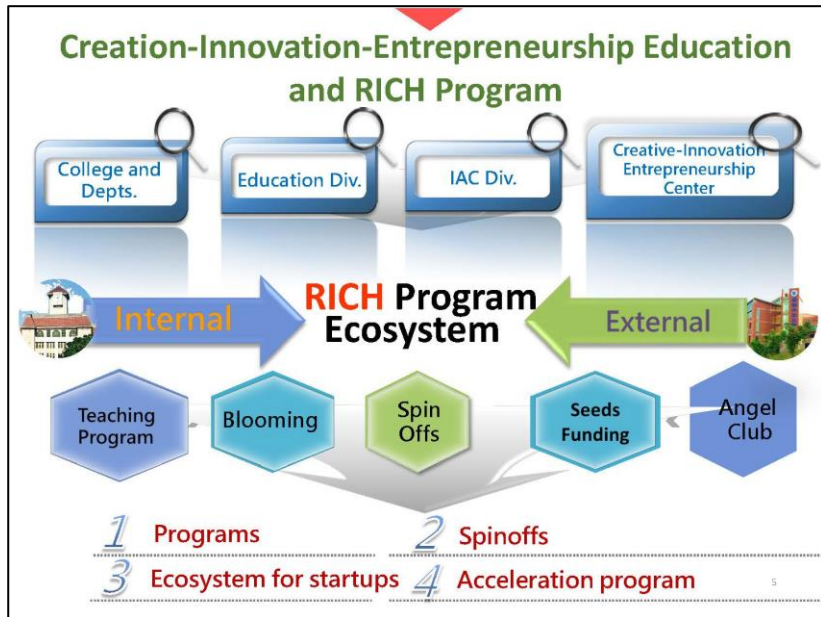 Creation-Innovation-Entrepreneurship Education
and RICH Program
College and
Depts.
Education Div.
IAC Div.
Creative-Innovation
Entrepreneurship
Center
Internal
RICH Program
Ecosystem
External
Teaching
Program
Blooming
Spin
Offs
Seeds
Funding
Angel
Club
1 Programs
2 Spinoffs
3 Ecosystem for startups
4 Acceleration program
5